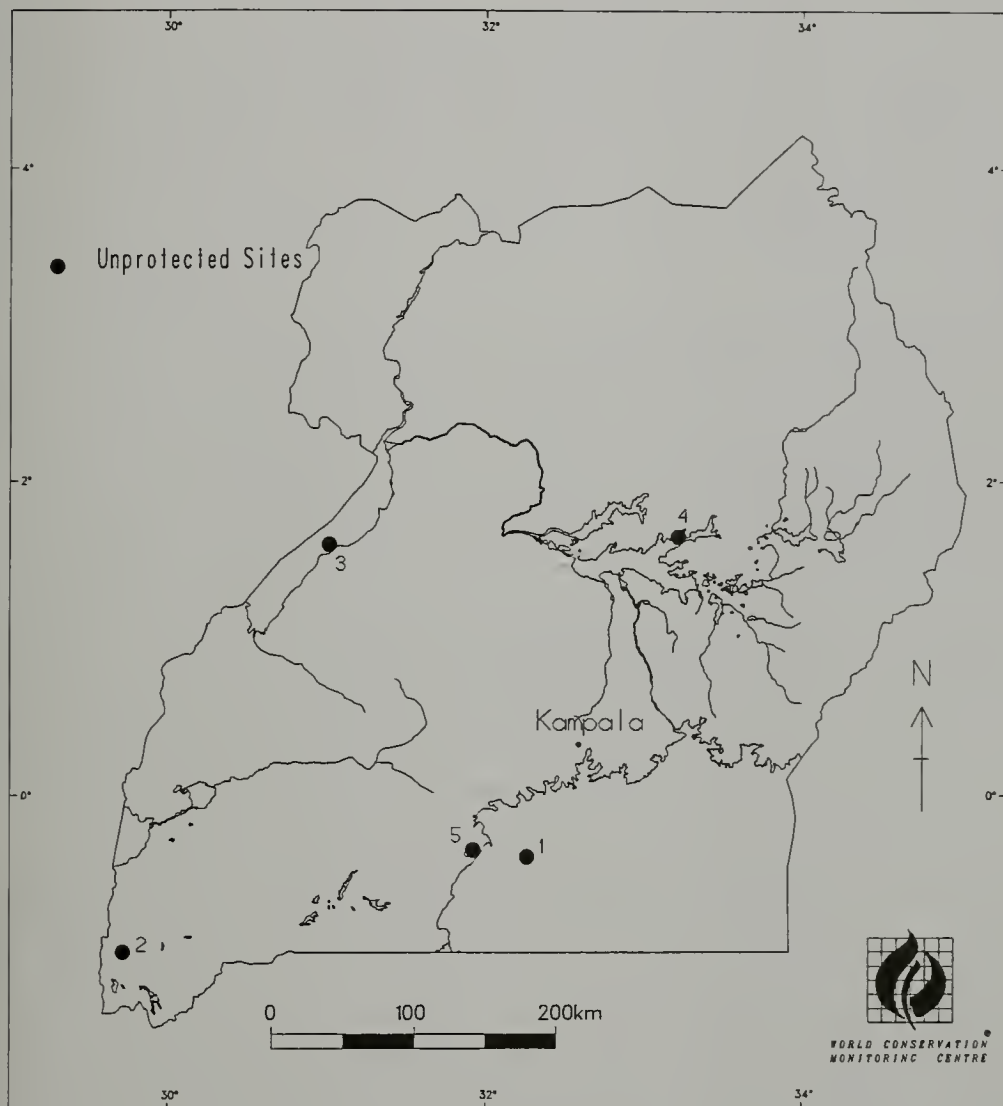 30° 32° 34°
4° 4°
Unprotected Sites
2° 2°
4
3
N
Kampala
0° 0°
5 1
2
0 100 200km
WORLD CONSERVATION
MONITORING CENTRE
30° 32° 34°